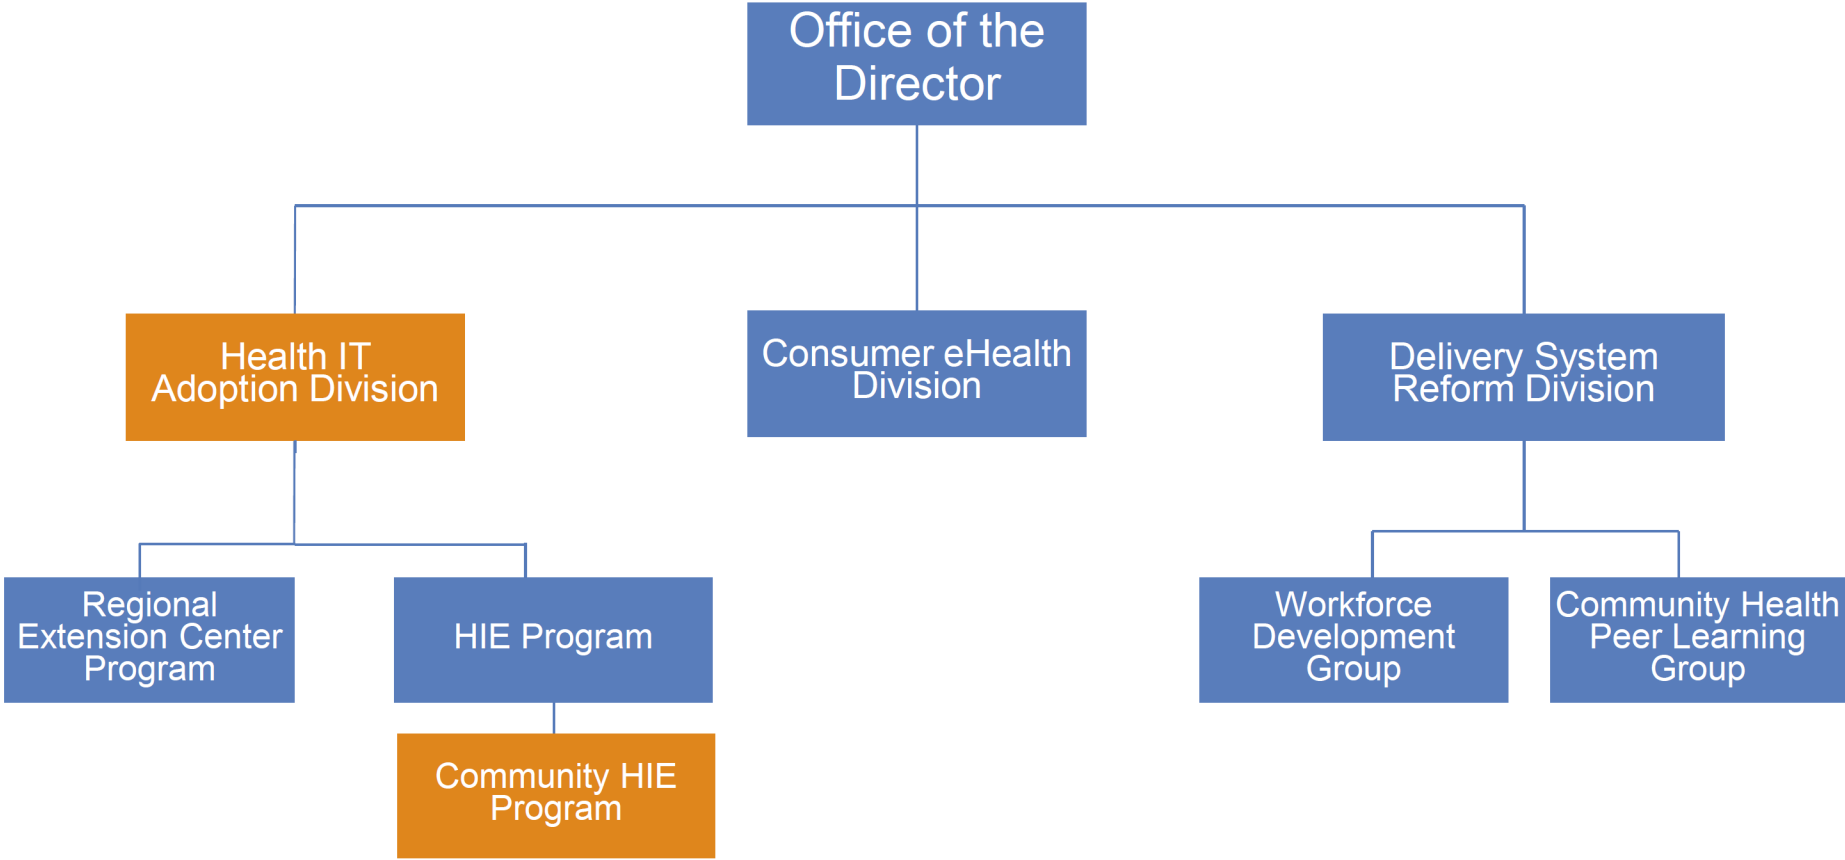 Office of the
Director
Health IT
Adoption Division
Consumer eHealth
Division
Delivery System
Reform Division
Regional
Extension Center
Program
HIE Program
Workforce
Development
Group
Community Health
Peer Learning
Group
Community HIE
Program